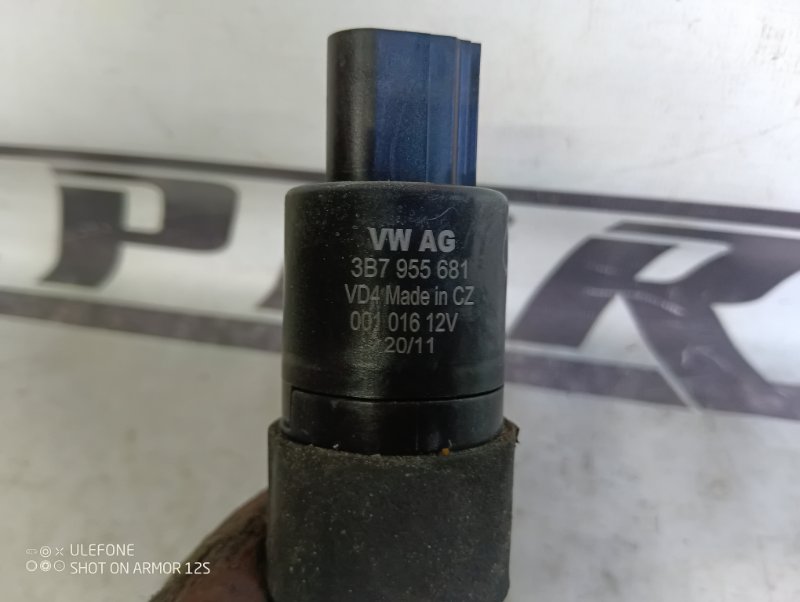 VW AG
3B7 955 681
VD4 Made in CZ
001 016 12V
20/11
ULEFONE
SHOT ON ARMOR 12S